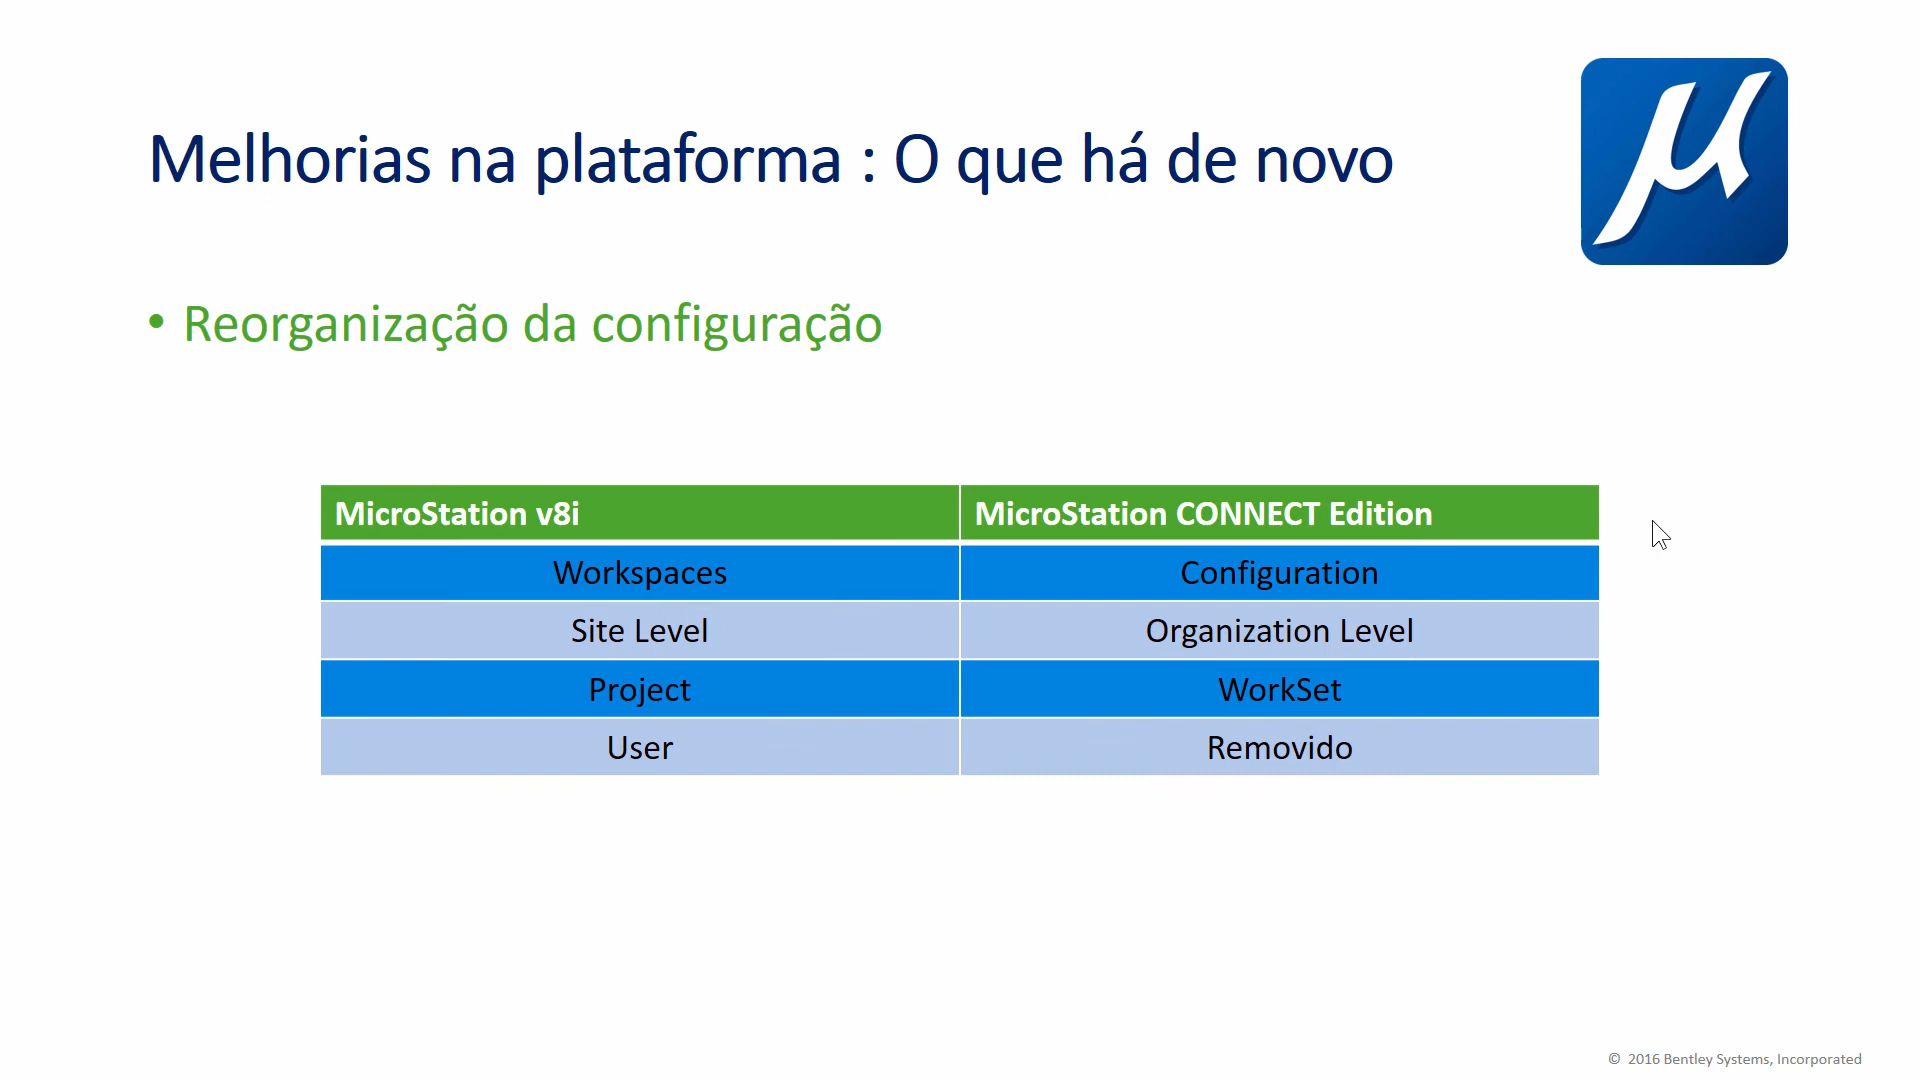 Melhorias na plataforma : O que há de novo
• Reorganização da configuração
MicroStation v8i MicroStation CONNECT Edition
Workspaces Configuration
Site Level Organization Level
Project WorkSet
User Removido
© 2016 Bentley Systems, Incorporated